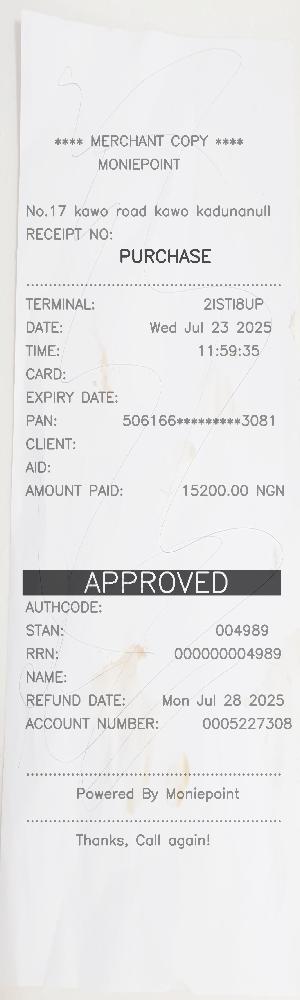 **** MERCHANT COPY ****
MONIEPOINT
No.17 kawo road kawo kadunanull
RECEIPT NO:
PURCHASE
TERMINAL: 2ISTI8UP
DATE: Wed Jul 23 2025
TIME: 11:59:35
CARD:
EXPIRY DATE:
PAN: 506166*********3081
CLIENT:
AID:
AMOUNT PAID: 15200.00 NGN
APPROVED
AUTHCODE:
STAN: 004989
RRN: 000000004989
NAME:
REFUND DATE: Mon Jul 28 2025
ACCOUNT NUMBER: 0005227308
Powered By Moniepoint
Thanks, Call again!